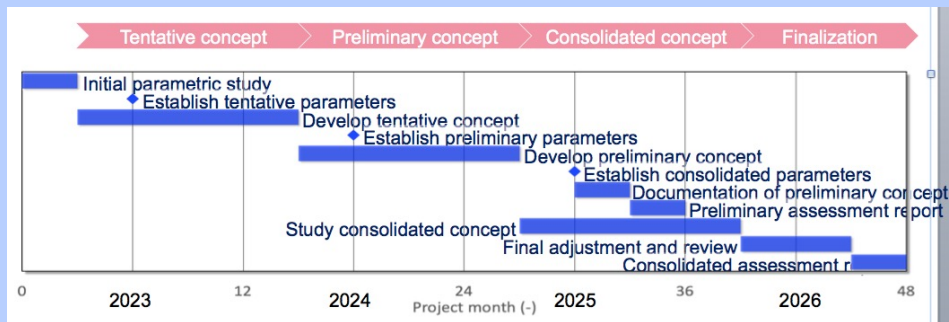 Tentative concept Preliminary concept Consolidated concept Finalization
Initial parametric study
Establish tentative parameters
Develop tentative concept
Establish preliminary parameters
Develop preliminary concept
Establish consolidated parameters
Documentation of preliminary concept
Preliminary assessment report
Study consolidated concept
Final adjustment and review
Consolidated assessment r
0 12 24 36 48
2023 2024 2025 2026
Project month (-)